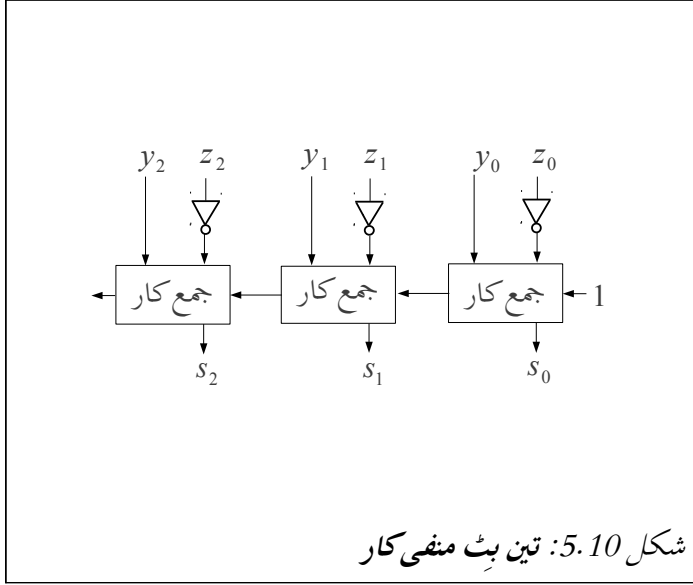 y₂ z₂ y₁ z₁ y₀ z₀
جمع کار جمع کار جمع کار 1
s₂ s₁ s₀
شکل 5.10: تین بِٹ منفی کار